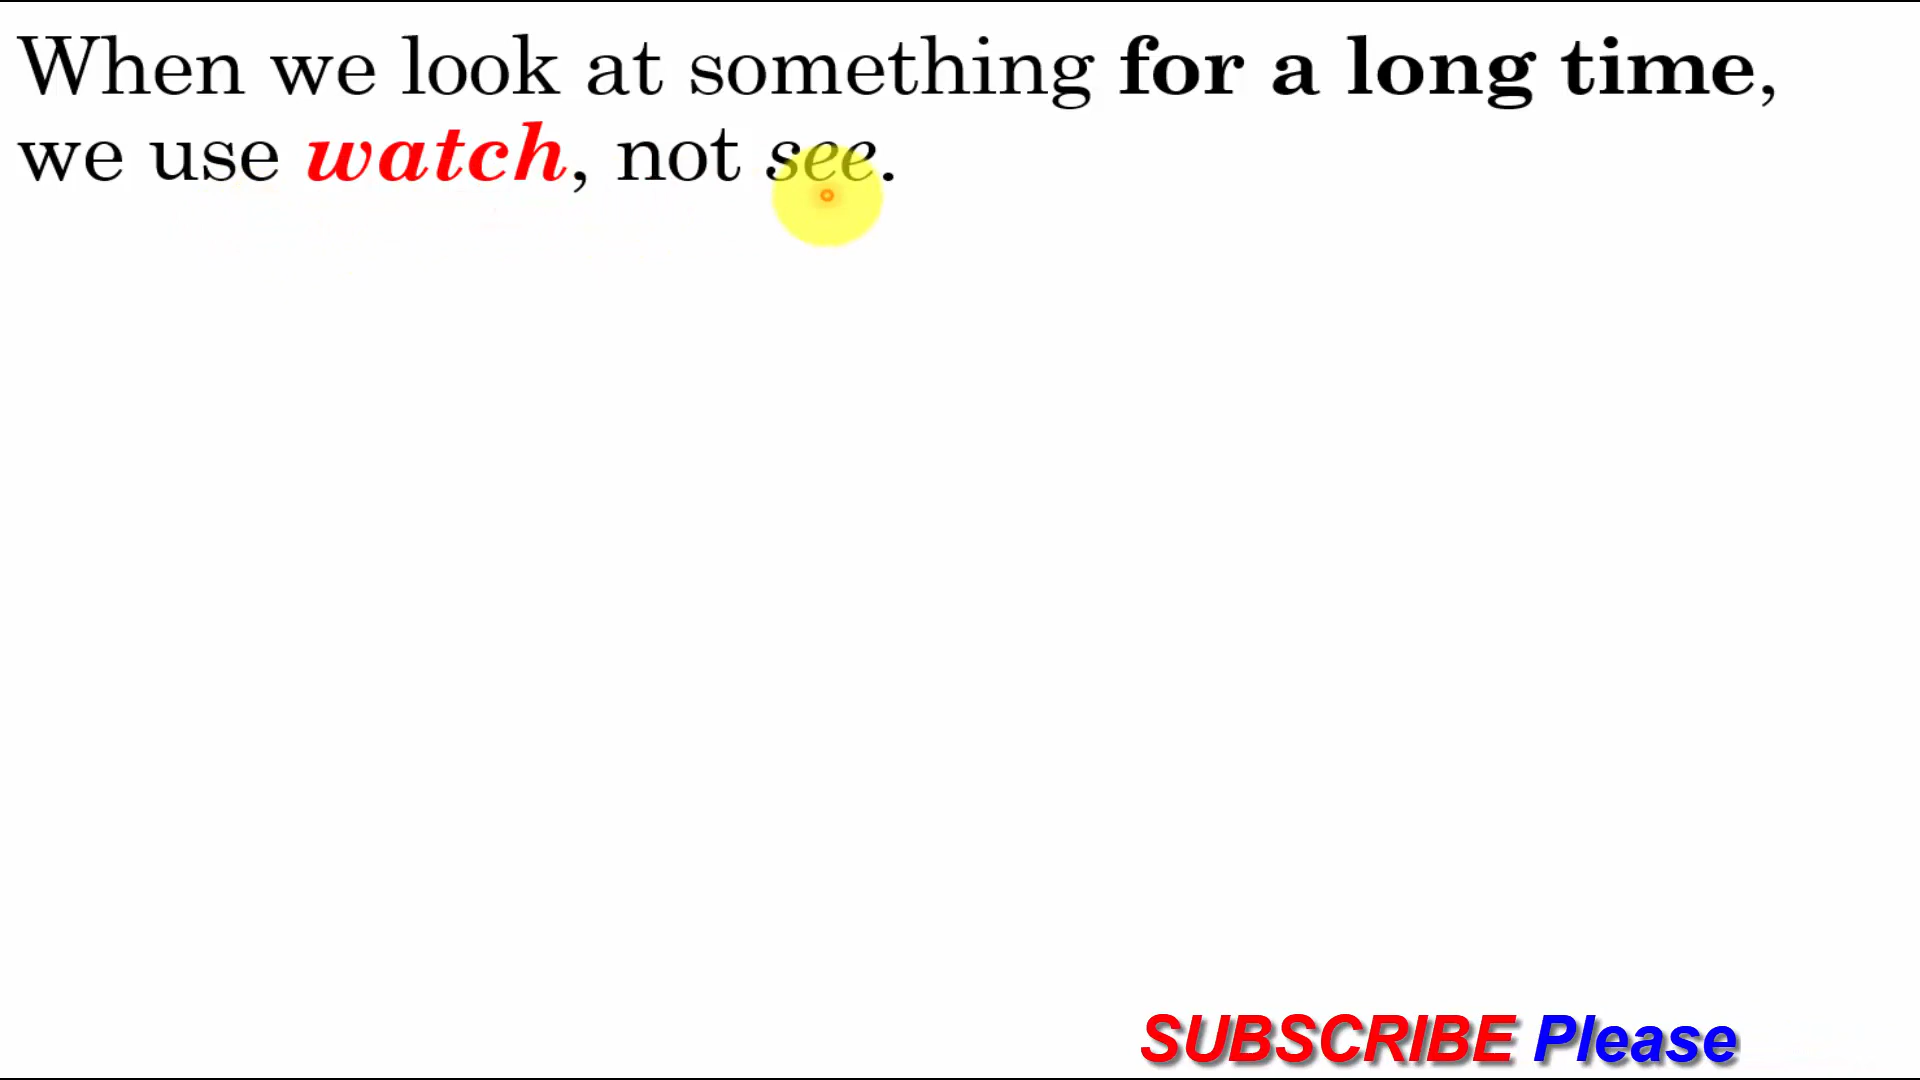 When we look at something for a long time,
we use watch, not see.
SUBSCRIBE Please